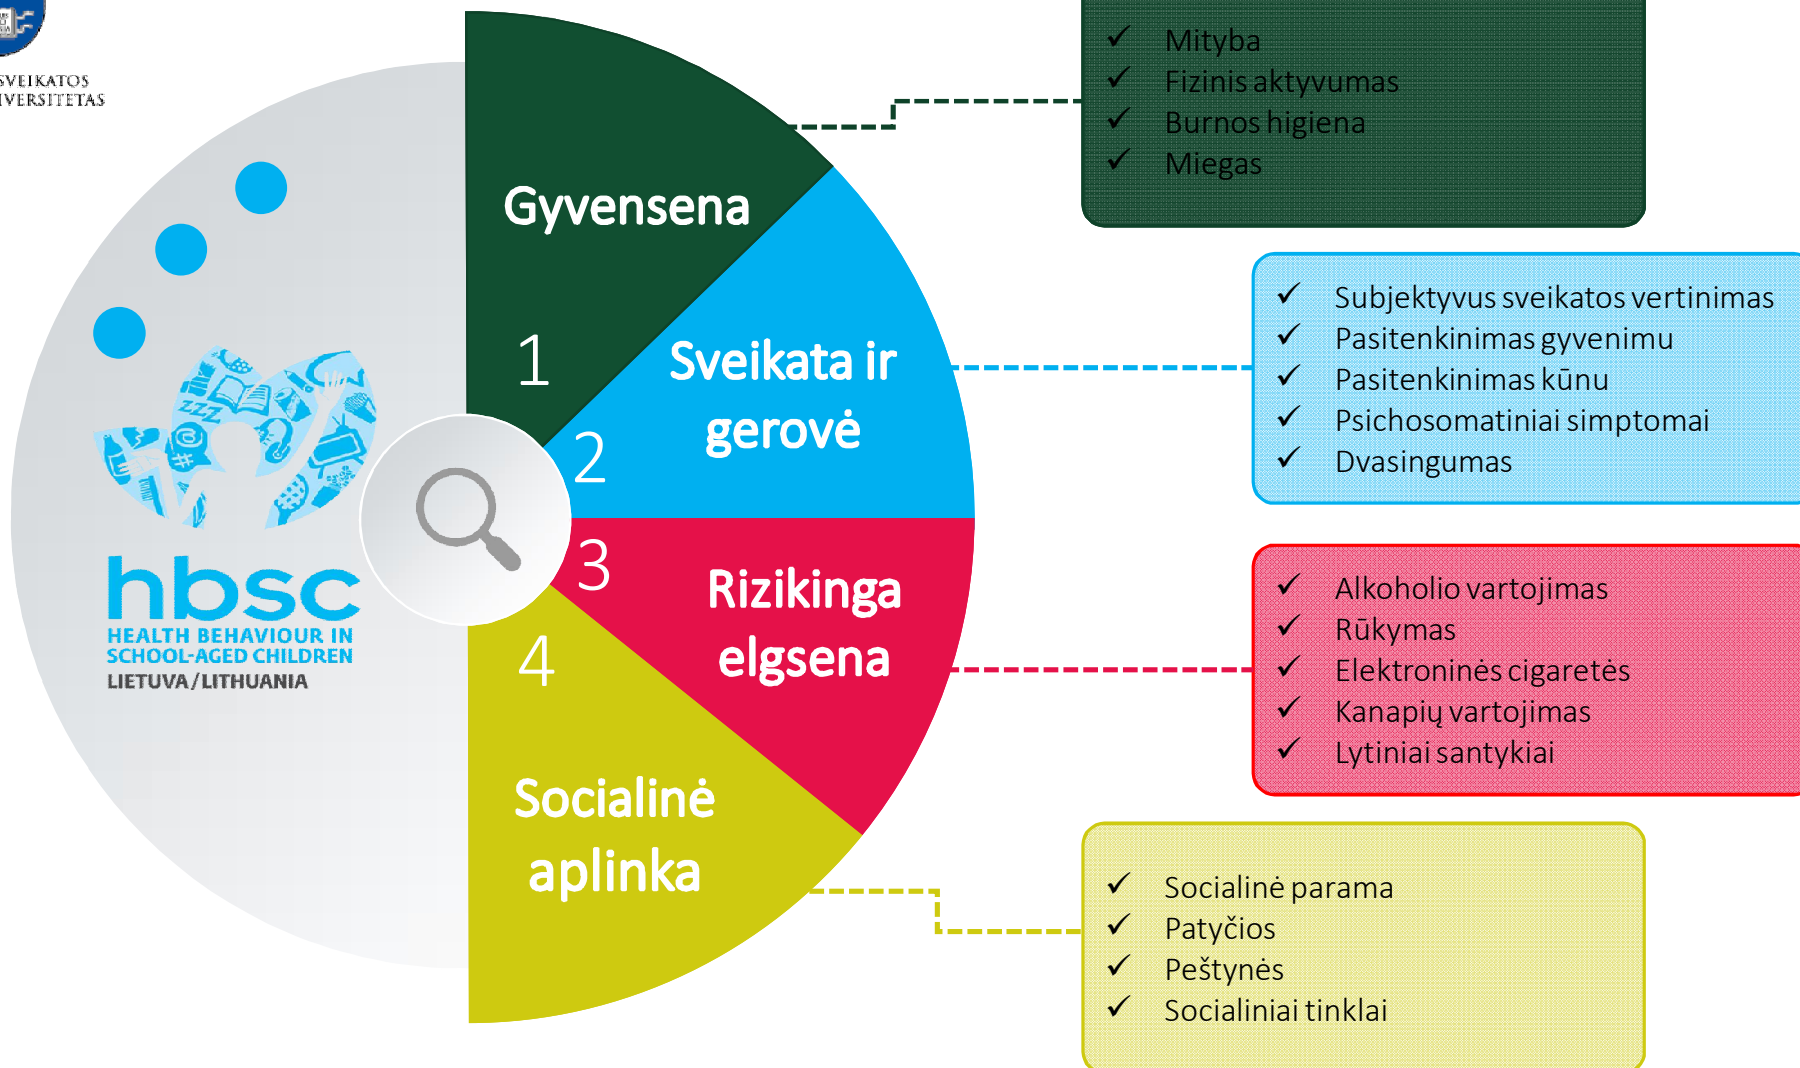 SVEIKATOS
Mityba
Fizinis aktyvumas
Burnos higiena
Miegas
Gyvensena
1
Sveikata ir
gerovė
2
Subjektyvus sveikatos vertinimas
Pasitenkinimas gyvenimu
Pasitenkinimas kūnu
Psichosomatiniai simptomai
Dvasingumas
3
Rizikinga
elgsena
Alkoholio vartojimas
Rūkymas
Elektroninės cigaretės
Kanapių vartojimas
Lytiniai santykiai
4
Socialinė
aplinka
Socialinė parama
Patyčios
Peštynės
Socialiniai tinklai
zzz
@
#
hbsc
HEALTH BEHAVIOUR IN
SCHOOL-AGED CHILDREN
LIETUVA/LITHUANIA